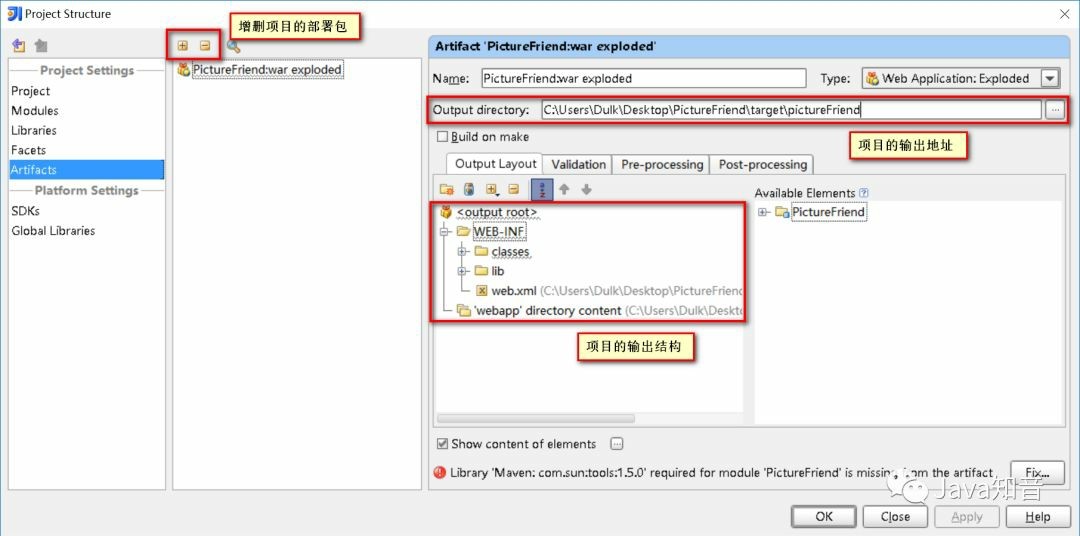 Project Structure
增删项目的部署包
Project Settings
Project
Modules
Libraries
Facets
Artifacts
Platform Settings
SDKs
Global Libraries
PictureFriend:war exploded
Artifact 'PictureFriend:war exploded'
Name: PictureFriend:war exploded Type: Web Application: Exploded
Output directory: C:\Users\Dulk\Desktop\PictureFriend\target\pictureFriend ...
项目的输出地址
Build on make
Output Layout Validation Pre-processing Post-processing
Available Elements ?
<output root>
WEB-INF
classes
lib
web.xml (C:\Users\Dulk\Desktop\PictureFriend
'webapp' directory content (C:\Users\Dulk\Deskto
PictureFriend
项目的输出结构
Show content of elements ...
Library 'Maven: com.sun:tools:1.5.0' required for module 'PictureFriend' is missing from the artifact Fix...
Java知音
OK Close Apply Help